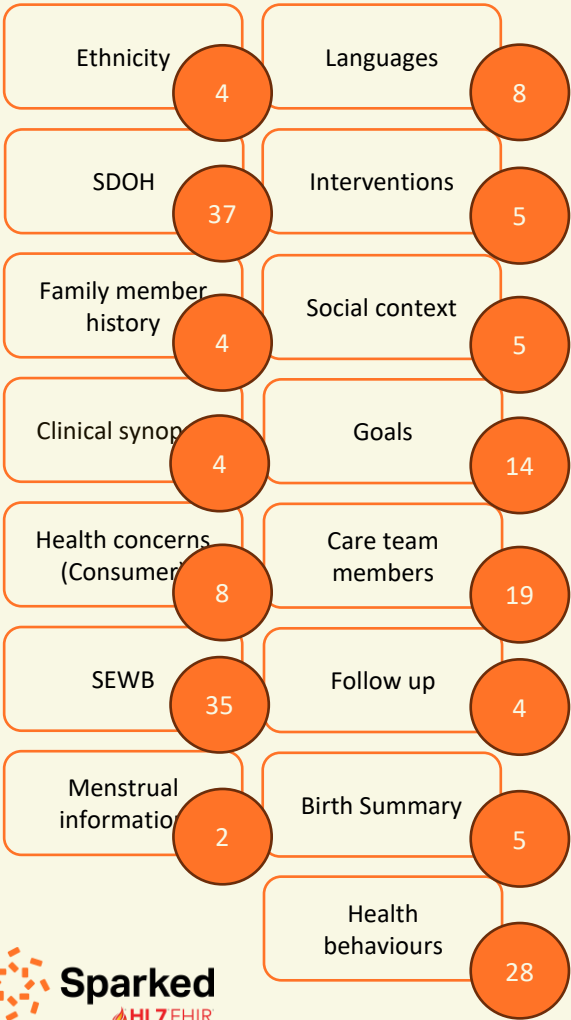 Ethnicity
4
Languages
8
SDOH
37
Interventions
5
Family member
history
4
Social context
5
Clinical synop
4
Goals
14
Health concerns
(Consumer)
8
Care team
members
19
SEWB
35
Follow up
4
Menstrual
informatio
2
Birth Summary
5
Health
behaviours
28
Sparked
HL7 FHIR